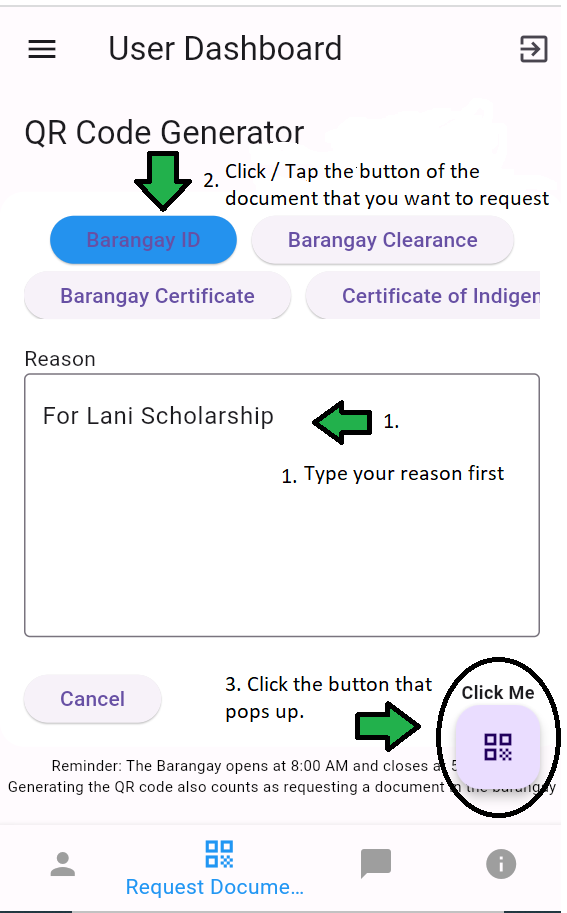 User Dashboard
QR Code Generator
2. Click / Tap the button of the
document that you want to request
Barangay ID
Barangay Clearance
Barangay Certificate
Certificate of Indigen
Reason
For Lani Scholarship
1.
1. Type your reason first
Cancel
3. Click the button that
pops up.
Click Me
Reminder: The Barangay opens at 8:00 AM and closes at 5
Generating the QR code also counts as requesting a document in the barangay
Request Docume...